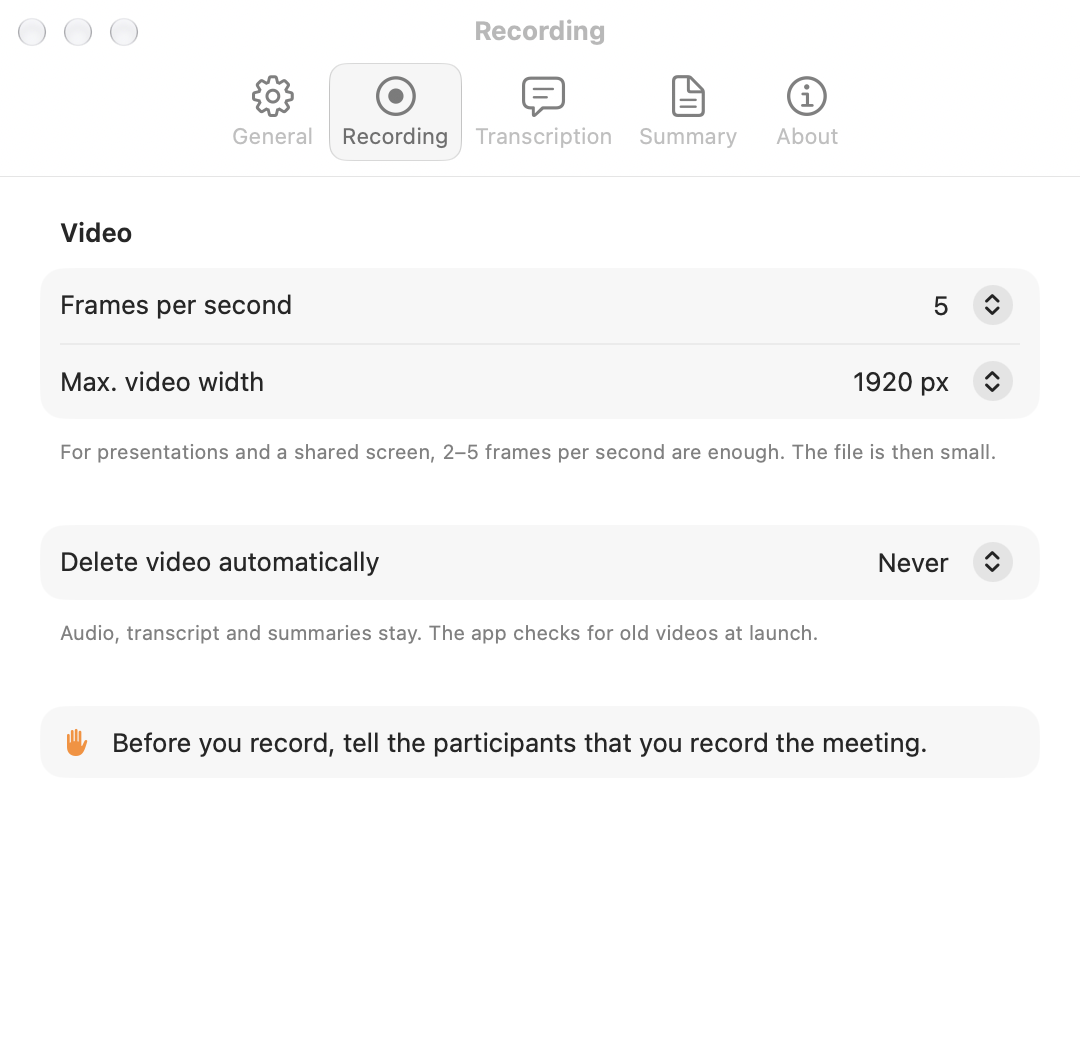 Recording
General
Recording
Transcription
Summary
About
Video
Frames per second
5
Max. video width
1920 px
For presentations and a shared screen, 2–5 frames per second are enough. The file is then small.
Delete video automatically
Never
Audio, transcript and summaries stay. The app checks for old videos at launch.
Before you record, tell the participants that you record the meeting.